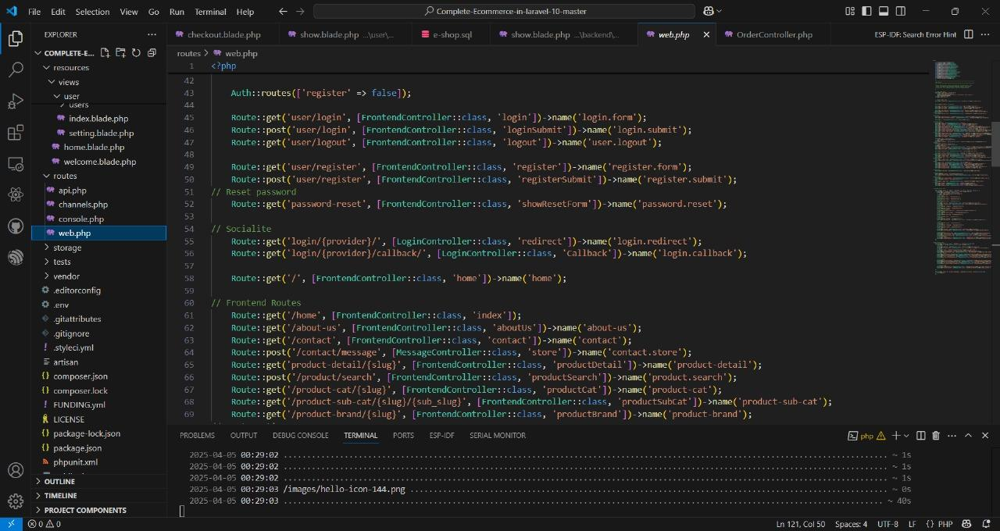 File Edit Selection View Go Run Terminal Help
Complete-Ecommerce-in-laravel-10-master
EXPLORER
checkout.blade.php
show.blade.php ...\user\...
e-shop.sql
show.blade.php ...\backend\...
web.php
OrderController.php
ESP-IDF: Search Error Hint
COMPLETE-E...
resources
views
user
users
index.blade.php
setting.blade.php
home.blade.php
welcome.blade.php
routes
api.php
channels.php
console.php
web.php
storage
tests
vendor
.editorconfig
.env
.gitattributes
.gitignore
.styleci.yml
artisan
composer.json
composer.lock
FUNDING.yml
LICENSE
package-lock.json
package.json
phpunit.xml
OUTLINE
TIMELINE
PROJECT COMPONENTS
routes > web.php
1 <?php
42
43 Auth::routes(['register' => false]);
44
45 Route::get('user/login', [FrontendController::class, 'login'])->name('login.form');
46 Route::post('user/login', [FrontendController::class, 'loginSubmit'])->name('login.submit');
47 Route::get('user/logout', [FrontendController::class, 'logout'])->name('user.logout');
48
49 Route::get('user/register', [FrontendController::class, 'register'])->name('register.form');
50 Route::post('user/register', [FrontendController::class, 'registerSubmit'])->name('register.submit');
51 // Reset password
52 Route::get('password-reset', [FrontendController::class, 'showResetForm'])->name('password.reset');
53
54 // Socialite
55 Route::get('login/{provider}/', [LoginController::class, 'redirect'])->name('login.redirect');
56 Route::get('login/{provider}/callback/', [LoginController::class, 'Callback'])->name('login.callback');
57
58 Route::get('/', [FrontendController::class, 'home'])->name('home');
59
60 // Frontend Routes
61 Route::get('/home', [FrontendController::class, 'index']);
62 Route::get('/about-us', [FrontendController::class, 'aboutUs'])->name('about-us');
63 Route::get('/contact', [FrontendController::class, 'contact'])->name('contact');
64 Route::post('/contact/message', [MessageController::class, 'store'])->name('contact.store');
65 Route::get('product-detail/{slug}', [FrontendController::class, 'productDetail'])->name('product-detail');
66 Route::post('/product/search', [FrontendController::class, 'productSearch'])->name('product.search');
67 Route::get('/product-cat/{slug}', [FrontendController::class, 'productCat'])->name('product-cat');
68 Route::get('/product-sub-cat/{slug}/{sub_slug}', [FrontendController::class, 'productSubCat'])->name('product-sub-cat');
69 Route::get('/product-brand/{slug}', [FrontendController::class, 'productBrand'])->name('product-brand');
PROBLEMS OUTPUT DEBUG CONSOLE TERMINAL PORTS ESP-IDF SERIAL MONITOR
php
2025-04-05 00:29:02 ~ 1s
2025-04-05 00:29:02 ~ 1s
2025-04-05 00:29:02 ~ 1s
2025-04-05 00:29:03 /images/hello-icon-144.png ~ 0s
2025-04-05 00:29:03 ~ 40s
0 0
Ln 121, Col 50 Spaces: 4 UTF-8 LF {} PHP